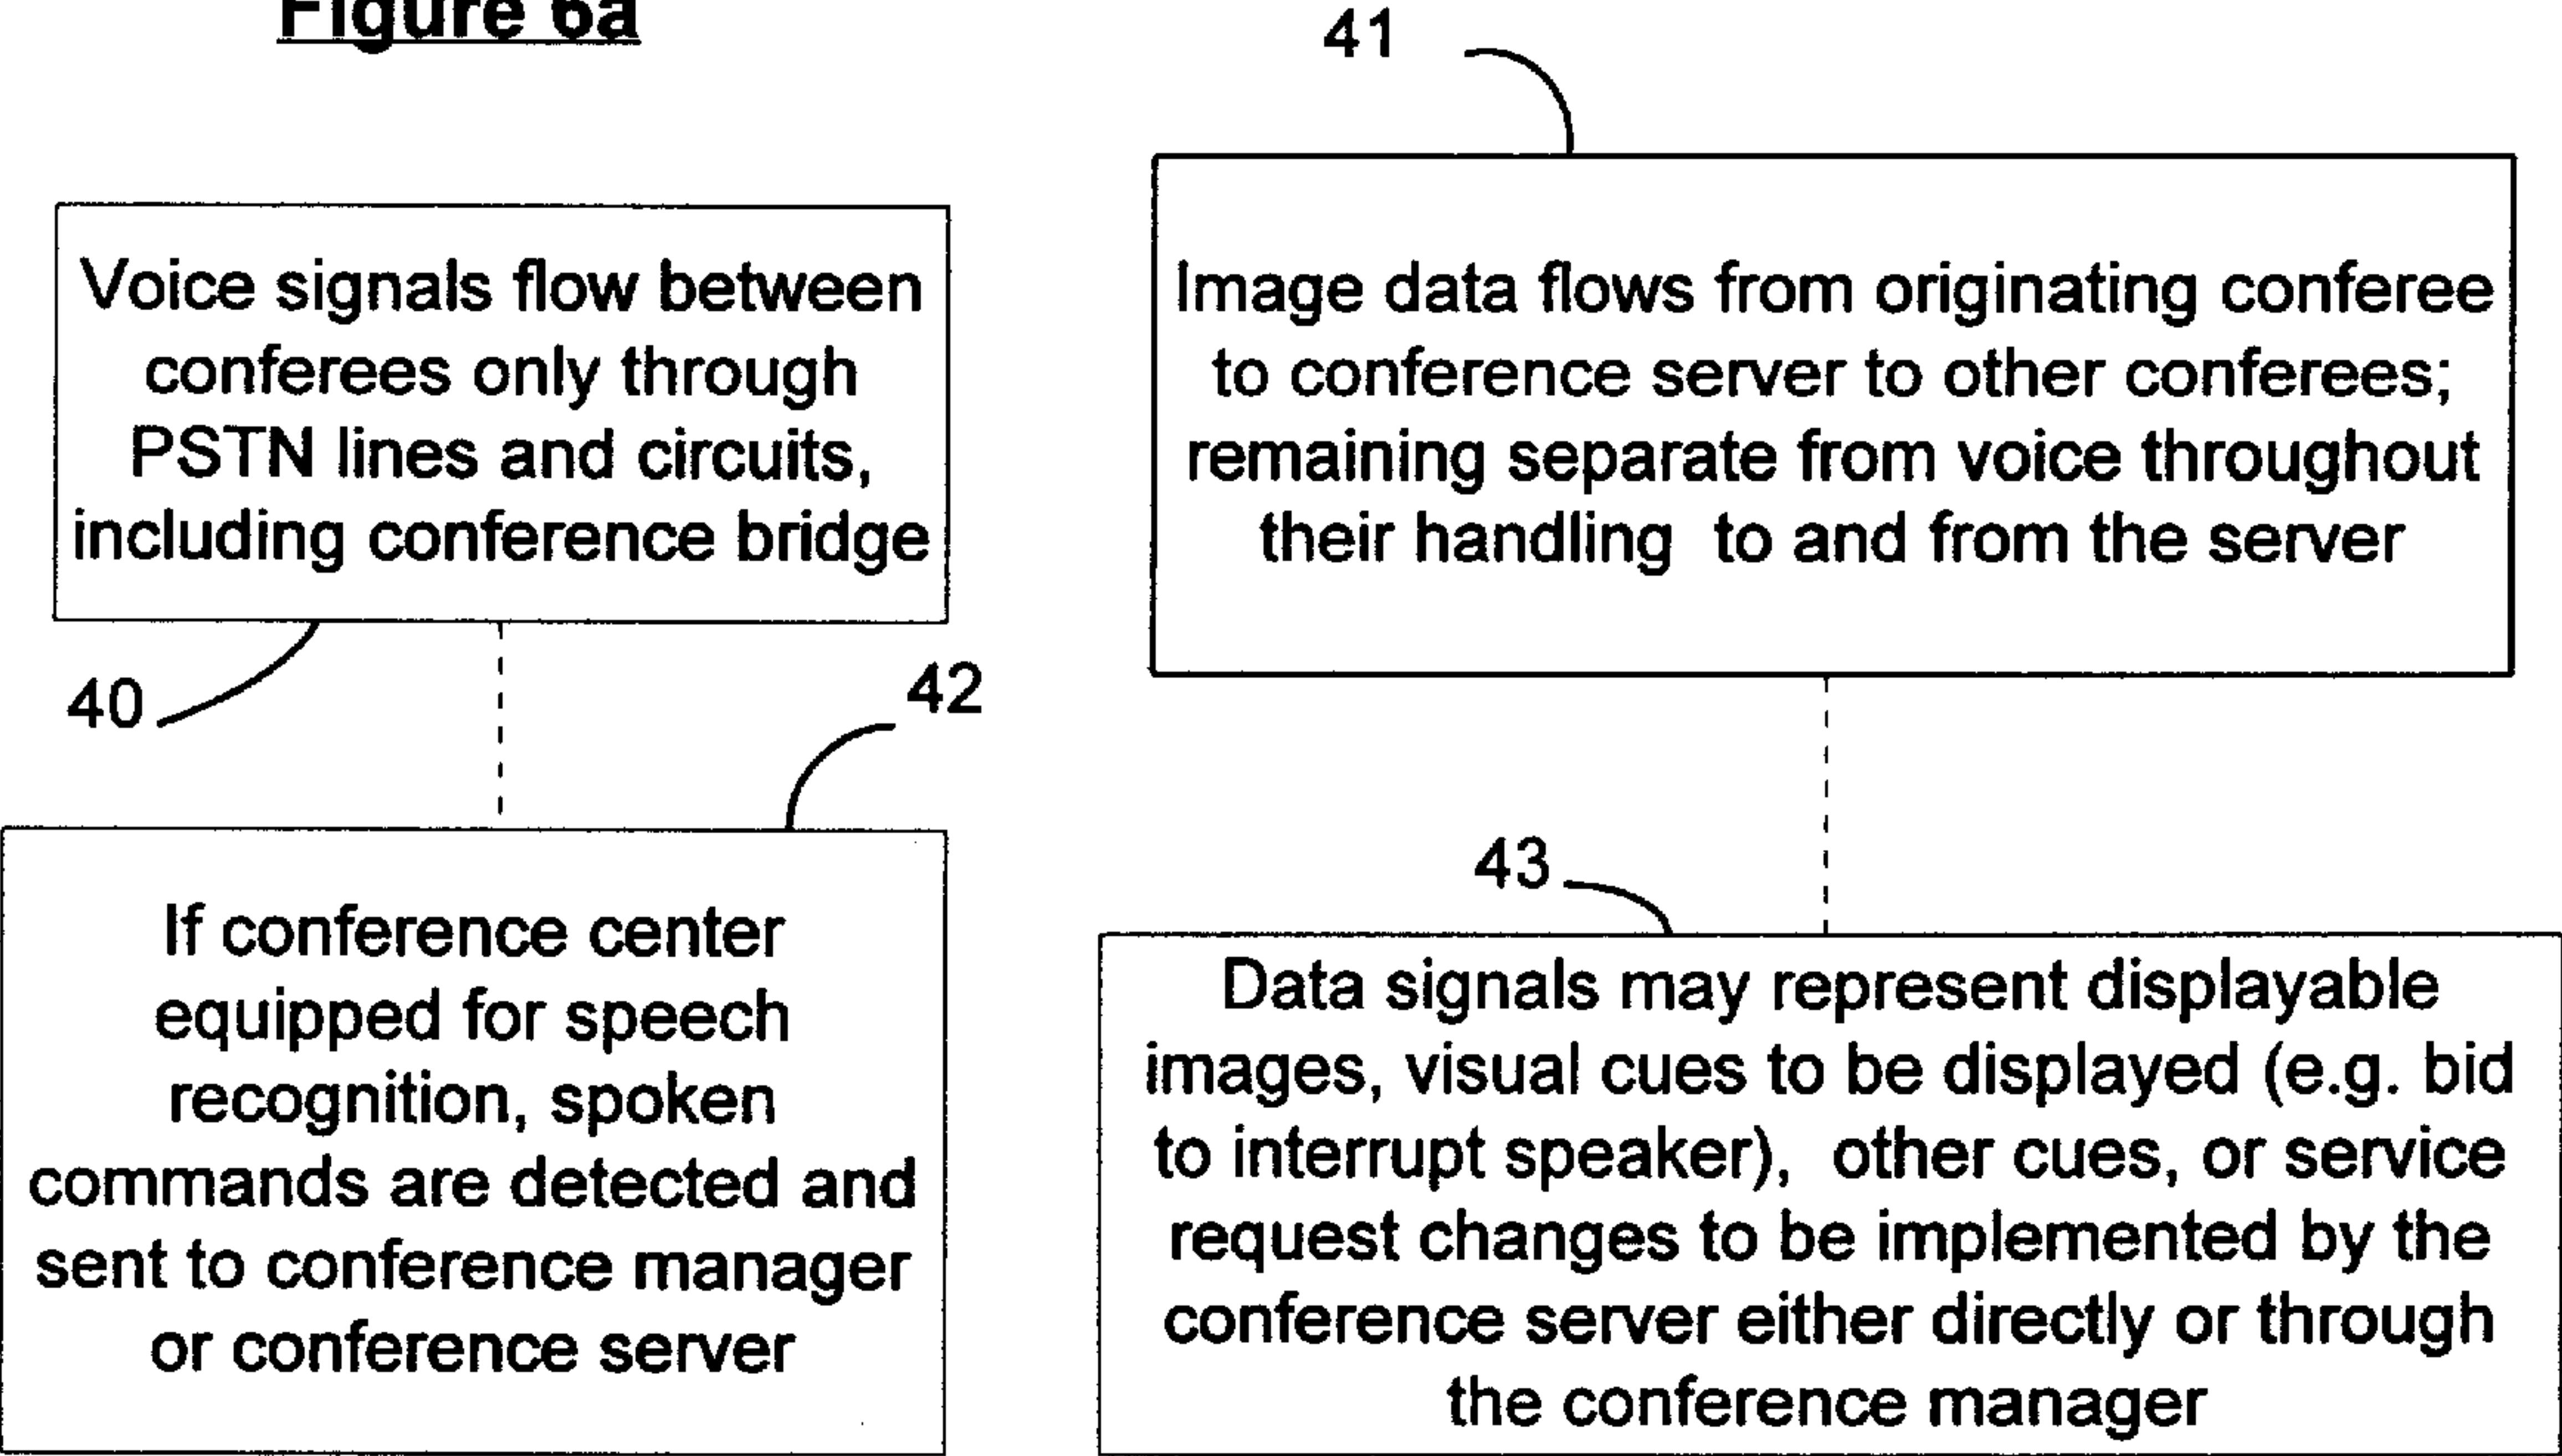 Figure 6a
41
Voice signals flow between
conferees only through
PSTN lines and circuits,
including conference bridge
40
Image data flows from originating conferee
to conference server to other conferees;
remaining separate from voice throughout
their handling to and from the server
42
If conference center
equipped for speech
recognition, spoken
commands are detected and
sent to conference manager
or conference server
43
Data signals may represent displayable
images, visual cues to be displayed (e.g. bid
to interrupt speaker), other cues, or service
request changes to be implemented by the
conference server either directly or through
the conference manager